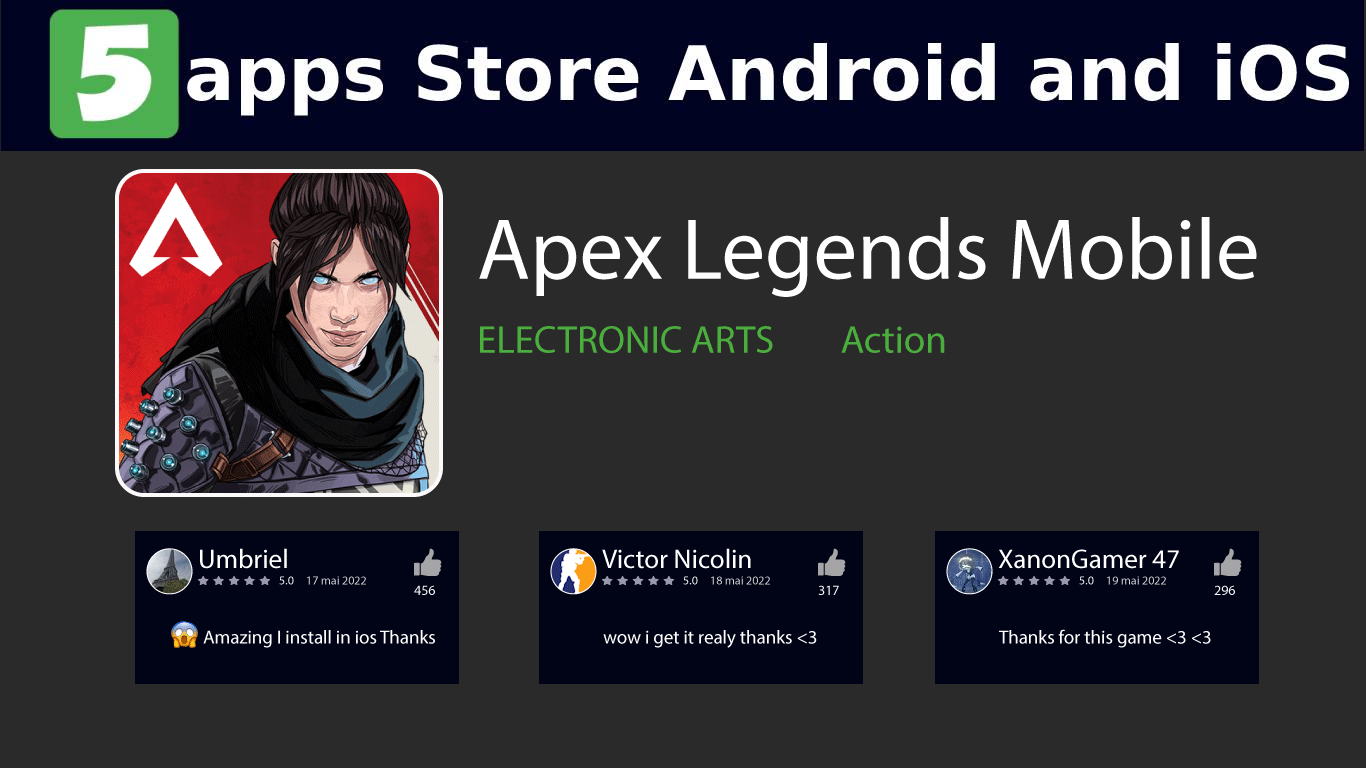 5 apps Store Android and iOS
Apex Legends Mobile
ELECTRONIC ARTS Action
Umbriel
5.0 17 mai 2022
456
😱 Amazing I install in ios Thanks
Victor Nicolin
5.0 18 mai 2022
317
wow i get it realy thanks <3
XanonGamer 47
5.0 19 mai 2022
296
Thanks for this game <3 <3